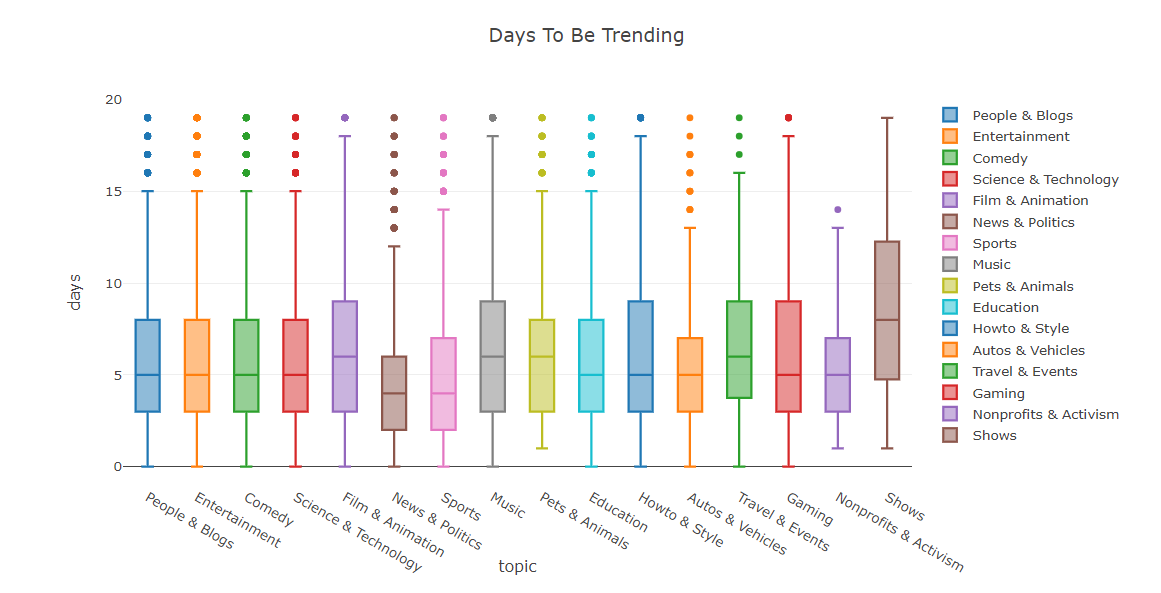 Days To Be Trending
20
15
10
5
0
days
People & Blogs
Entertainment
Comedy
Science & Technology
Film & Animation
News & Politics
Sports
Music
Pets & Animals
Education
Howto & Style
Autos & Vehicles
Travel & Events
Gaming
Nonprofits & Activism
Shows
topic
People & Blogs
Entertainment
Comedy
Science & Technology
Film & Animation
News & Politics
Sports
Music
Pets & Animals
Education
Howto & Style
Autos & Vehicles
Travel & Events
Gaming
Nonprofits & Activism
Shows